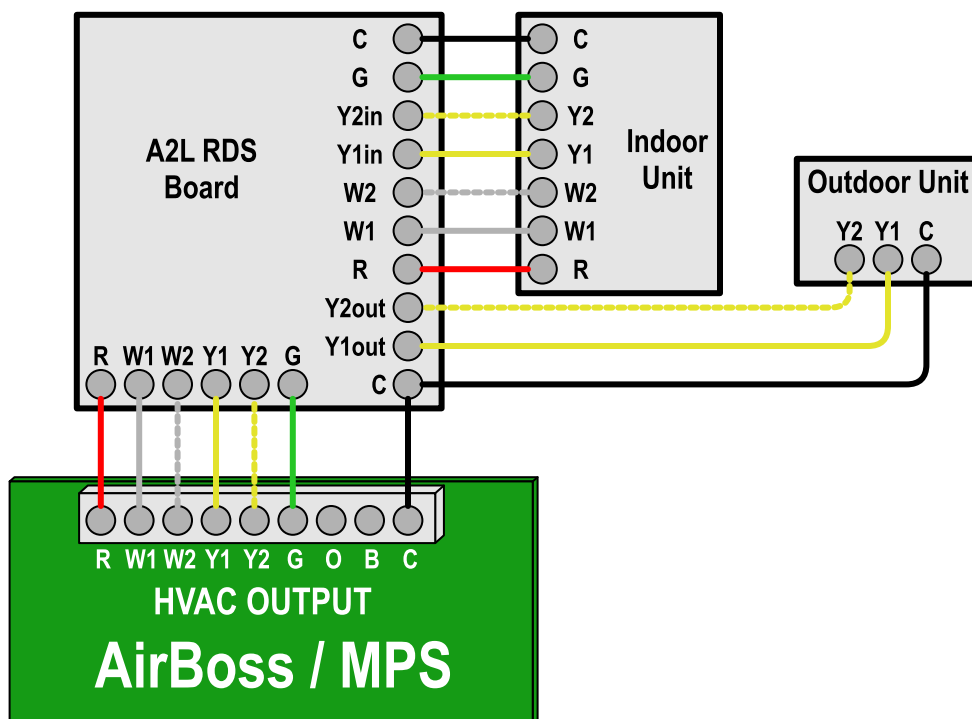 A2L RDS
Board
C
G
Y2in
Y1in
W2
W1
R
Y2out
Y1out
C
R W1 W2 Y1 Y2 G
C
G
Y2
Y1
W2
W1
R
Indoor
Unit
Outdoor Unit
Y2 Y1 C
R W1 W2 Y1 Y2 G O B C
HVAC OUTPUT
AirBoss / MPS